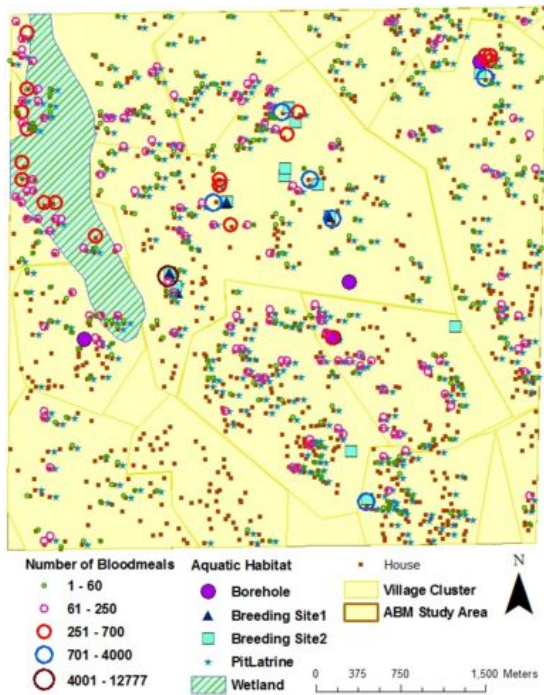 Number of Bloodmeals
1 - 60
61 - 250
251 - 700
701 - 4000
4001 - 12777
Aquatic Habitat
Borehole
Breeding Site1
Breeding Site2
PitLatrine
Wetland
House
Village Cluster
ABM Study Area
N
0 375 750 1,500 Meters